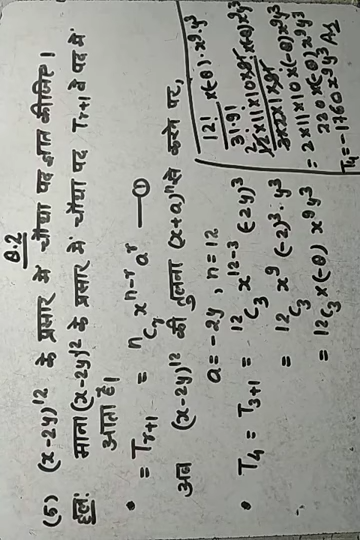 8.2
(5) (x-2y)^12 के प्रसार में चौथा पद ज्ञात कीजिए।
हल: माना (x-2y)^12 के प्रसार में चौथा पद T_{r+1} वे पद में
आता है।
• = T_{r+1} = ^nC_r x^{n-r} a^r —①
अब (x-2y)^12 की तुलना (x+a)^n से करने पर,
a = -2y, n = 12
• T_4 = T_{3+1} = ^12C_3 x^{12-3} (-2y)^3
= ^12C_3 x^9 (-2)^3 · y^3
= ^12C_3 × (-8) x^9 y^3
12!/3! 9! × (-8) · x^9 · y^3
= 2×11×10×(-8) x^9 y^3
220×(-8) x^9 y^3
T_4 = -1760 x^9 y^3 Ans